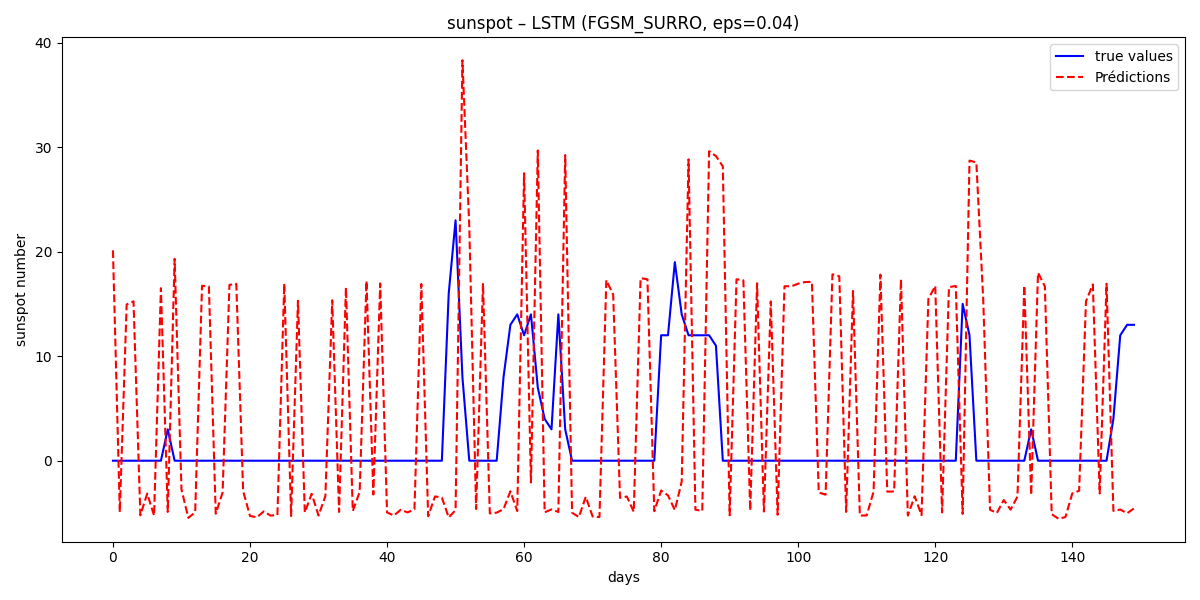 sunspot – LSTM (FGSM_SURRO, eps=0.04)
true values
Prédictions
sunspot number
40
30
20
10
0
0 20 40 60 80 100 120 140
days